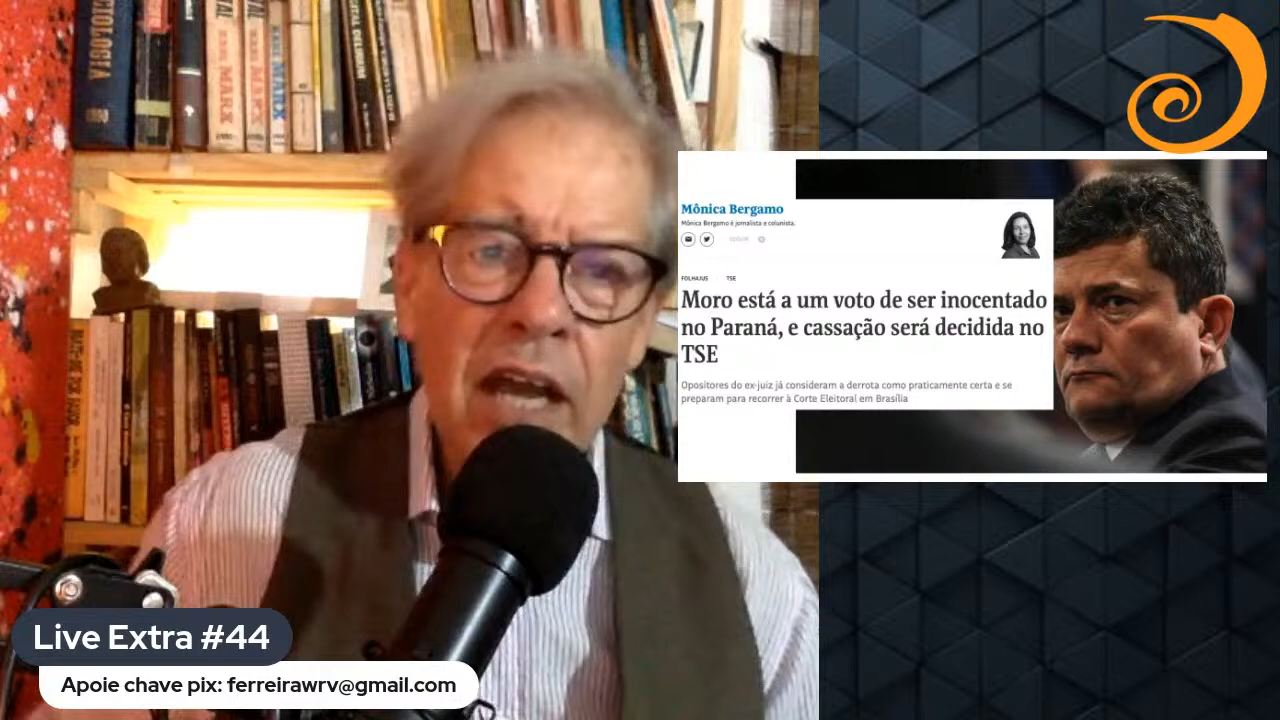 SOCIOLOGIA
MARX
MARX
MARX
Mônica Bergamo
Mônica Bergamo é jornalista e colunista.
FOLHAJUS TSE
Moro está a um voto de ser inocentado
no Paraná, e cassação será decidida no
TSE
Opositores do ex-juiz já consideram a derrota como praticamente certa e se
preparam para recorrer à Corte Eleitoral em Brasília
Live Extra #44
Apoie chave pix: ferreirawrv@gmail.com